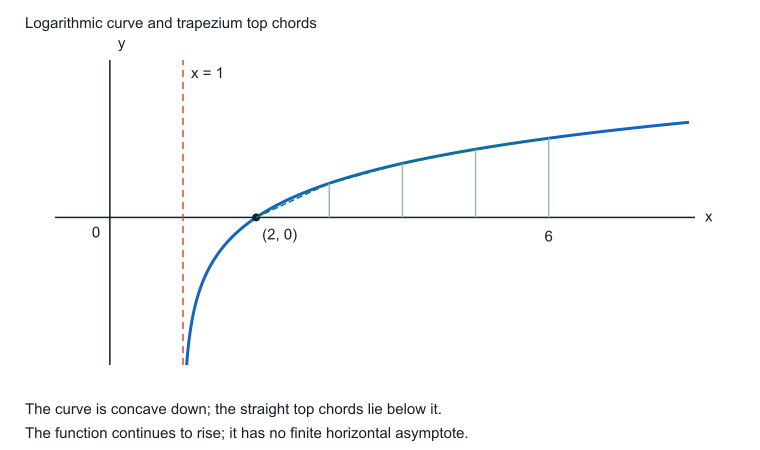 Logarithmic curve and trapezium top chords
y
x = 1
x
0
(2, 0)
6
The curve is concave down; the straight top chords lie below it.
The function continues to rise; it has no finite horizontal asymptote.